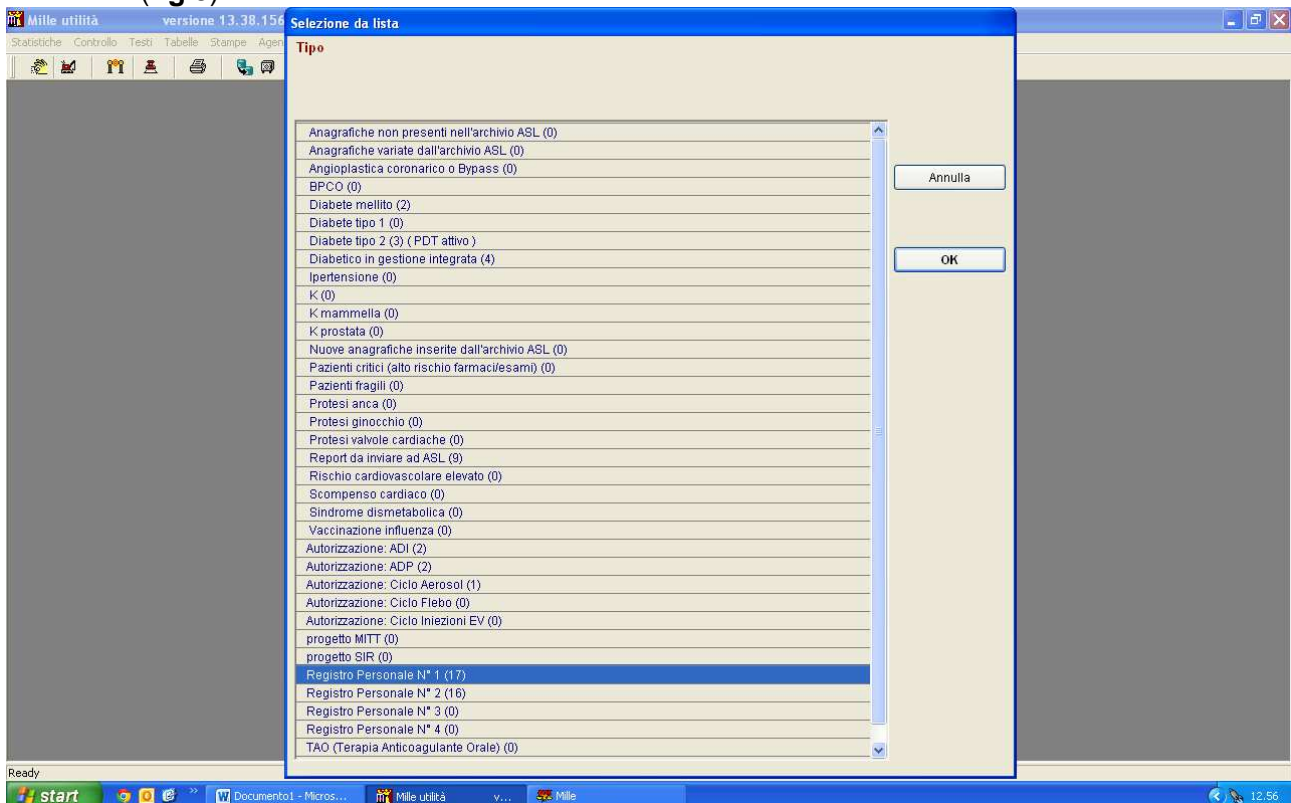 (fig 3)
Mille utilità versione 13.38.156
Selezione da lista
Statistiche Controllo Testi Tabelle Stampe Agen
Tipo
Anagrafiche non presenti nell'archivio ASL (0)
Anagrafiche variate dall'archivio ASL (0)
Angioplastica coronarico o Bypass (0)
Annulla
BPCO (0)
Diabete mellito (2)
Diabete tipo 1 (0)
Diabete tipo 2 (3) ( PDT attivo )
Diabetico in gestione integrata (4)
OK
Ipertensione (0)
K (0)
K mammella (0)
K prostata (0)
Nuove anagrafiche inserite dall'archivio ASL (0)
Pazienti critici (alto rischio farmaci/esami) (0)
Pazienti fragili (0)
Protesi anca (0)
Protesi ginocchio (0)
Protesi valvole cardiache (0)
Report da inviare ad ASL (9)
Rischio cardiovascolare elevato (0)
Scompenso cardiaco (0)
Sindrome dismetabolica (0)
Vaccinazione influenza (0)
Autorizzazione: ADI (2)
Autorizzazione: ADP (2)
Autorizzazione: Ciclo Aerosol (1)
Autorizzazione: Ciclo Flebo (0)
Autorizzazione: Ciclo Iniezioni EV (0)
progetto MITT (0)
progetto SIR (0)
Registro Personale N° 1 (17)
Registro Personale N° 2 (16)
Registro Personale N° 3 (0)
Registro Personale N° 4 (0)
TAO (Terapia Anticoagulante Orale) (0)
Ready
start Documento1 - Micros... Mille utilità v... Mille 12.56